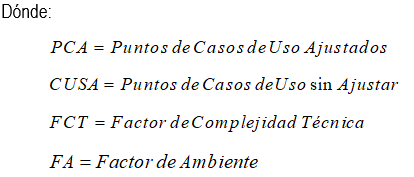 Dónde:
PCA = Puntos de Casos de Uso Ajustados
CUSA = Puntos de Casos de Uso sin Ajustar
FCT = Factor de Complejidad Técnica
FA = Factor de Ambiente